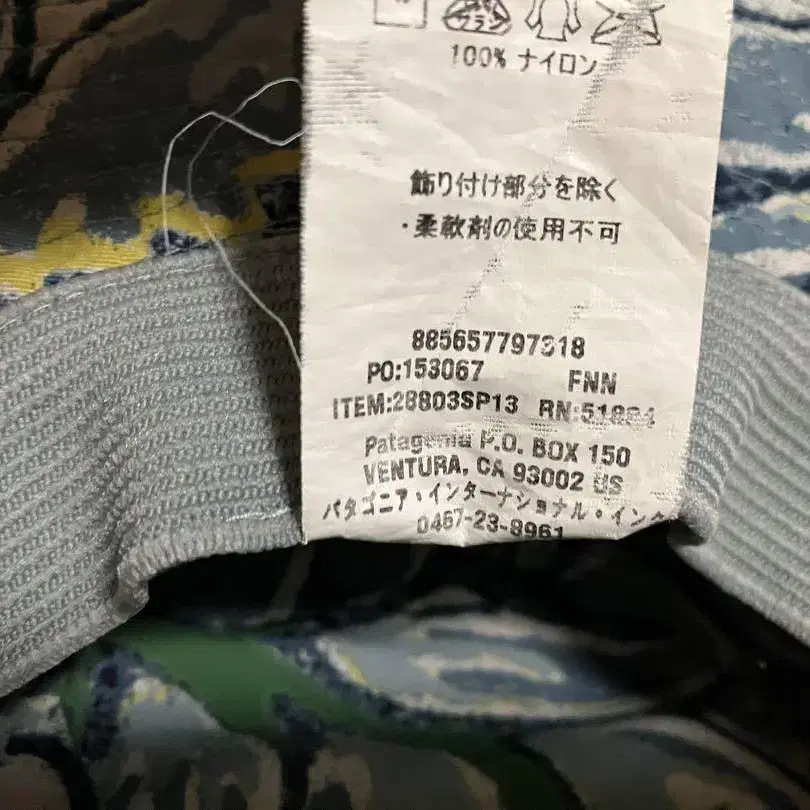 100% ナイロン
飾り付け部分を除く
・柔軟剤の使用不可
885657797318
PO:153067 FNN
ITEM:28803SP13 RN:51884
Patagonia P.O. BOX 150
VENTURA, CA 93002 US
パタゴニア・インターナショナル・インク
0467-23-8961